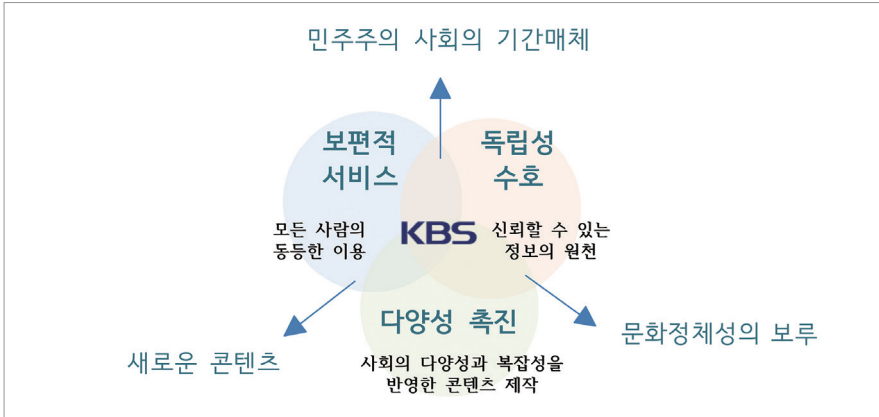 민주주의 사회의 기간매체
보편적
서비스
독립성
수호
모든 사람의
동등한 이용
KBS
신뢰할 수 있는
정보의 원천
다양성 촉진
사회의 다양성과 복잡성을
반영한 콘텐츠 제작
새로운 콘텐츠
문화정체성의 보루